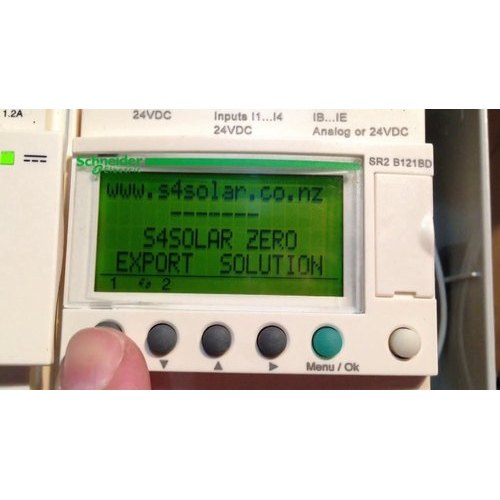 1.2A
24VDC
Inputs I1...I4
24VDC
IB...IE
Analog or 24VDC
Schneider
Electric
SR2 B121BD
www.s4solar.co.nz
-------
S4SOLAR ZERO
EXPORT SOLUTION
1 2
Menu / Ok